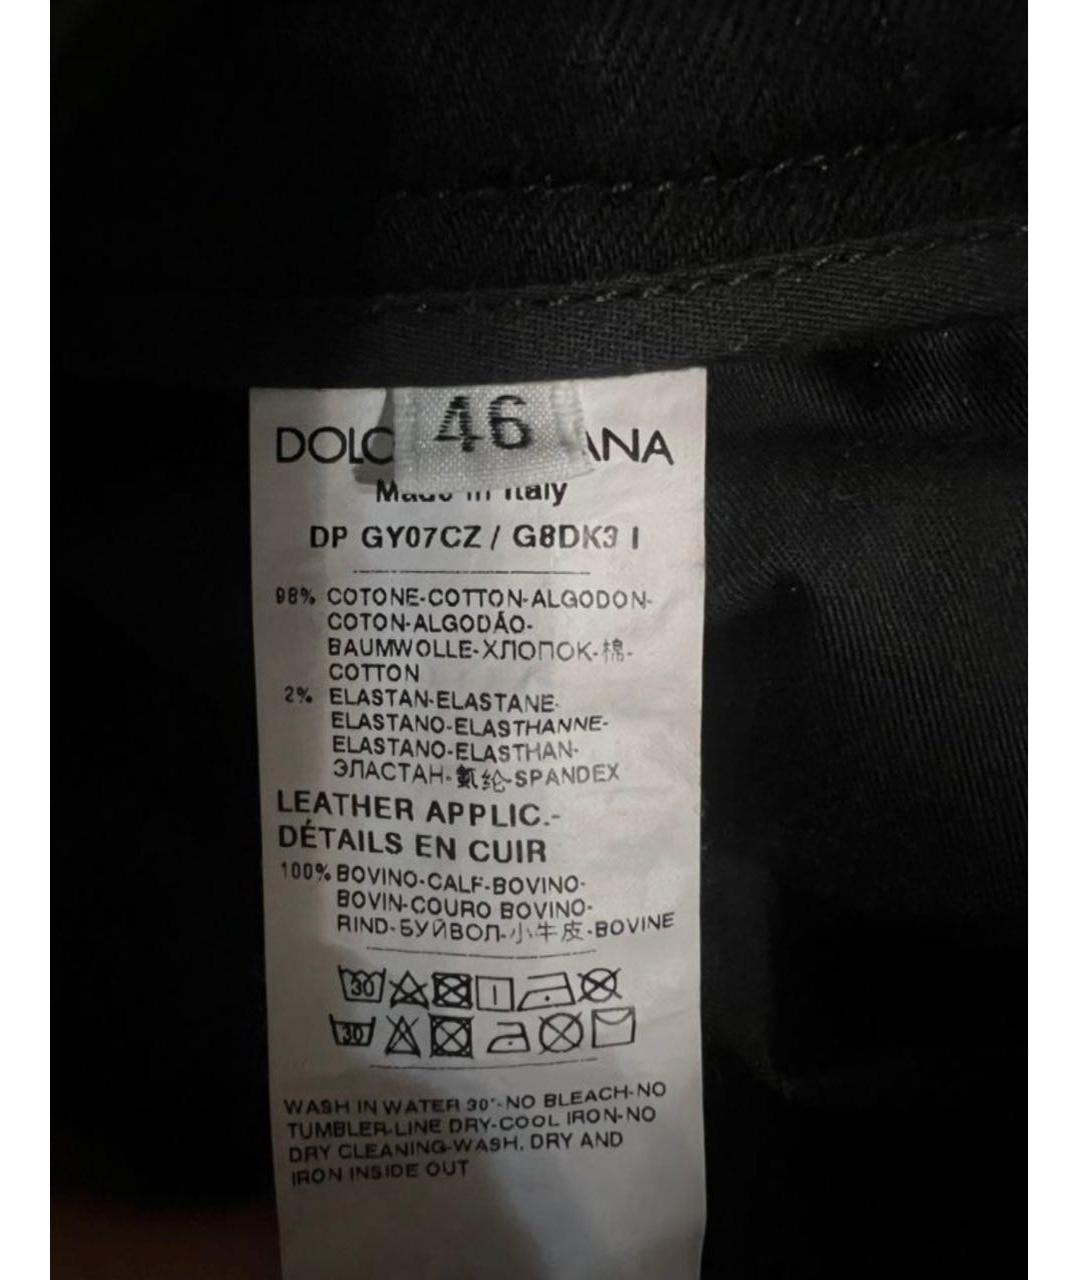 46
DOLC ANA
Made in Italy
DP GY07CZ / G8DK3 I
98% COTONE-COTTON-ALGODON-
COTON-ALGODÃO-
BAUMWOLLE-ХЛОПОК-棉-
COTTON
2% ELASTAN-ELASTANE-
ELASTANO-ELASTHANNE-
ELASTANO-ELASTHAN-
ЭЛАСТАН-氨纶-SPANDEX
LEATHER APPLIC.-
DÉTAILS EN CUIR
100% BOVINO-CALF-BOVINO-
BOVIN-COURO BOVINO-
RIND-БУЙВОЛ-小牛皮-BOVINE
30
30
WASH IN WATER 30°-NO BLEACH-NO
TUMBLER-LINE DRY-COOL IRON-NO
DRY CLEANING-WASH, DRY AND
IRON INSIDE OUT